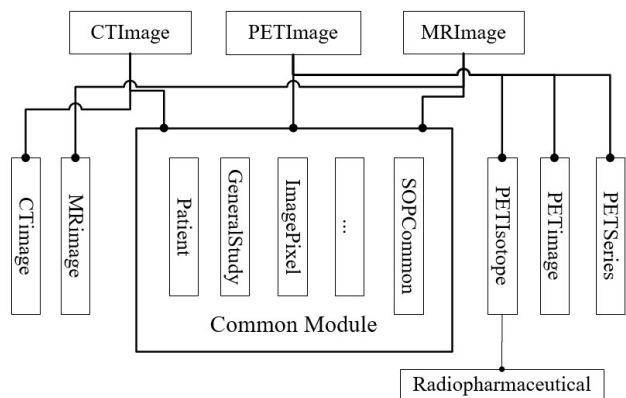 CTImage
PETImage
MRImage
CTimage
MRimage
Patient
GeneralStudy
ImagePixel
...
SOPCommon
PETIsotope
PETimage
PETSeries
Common Module
Radiopharmaceutical